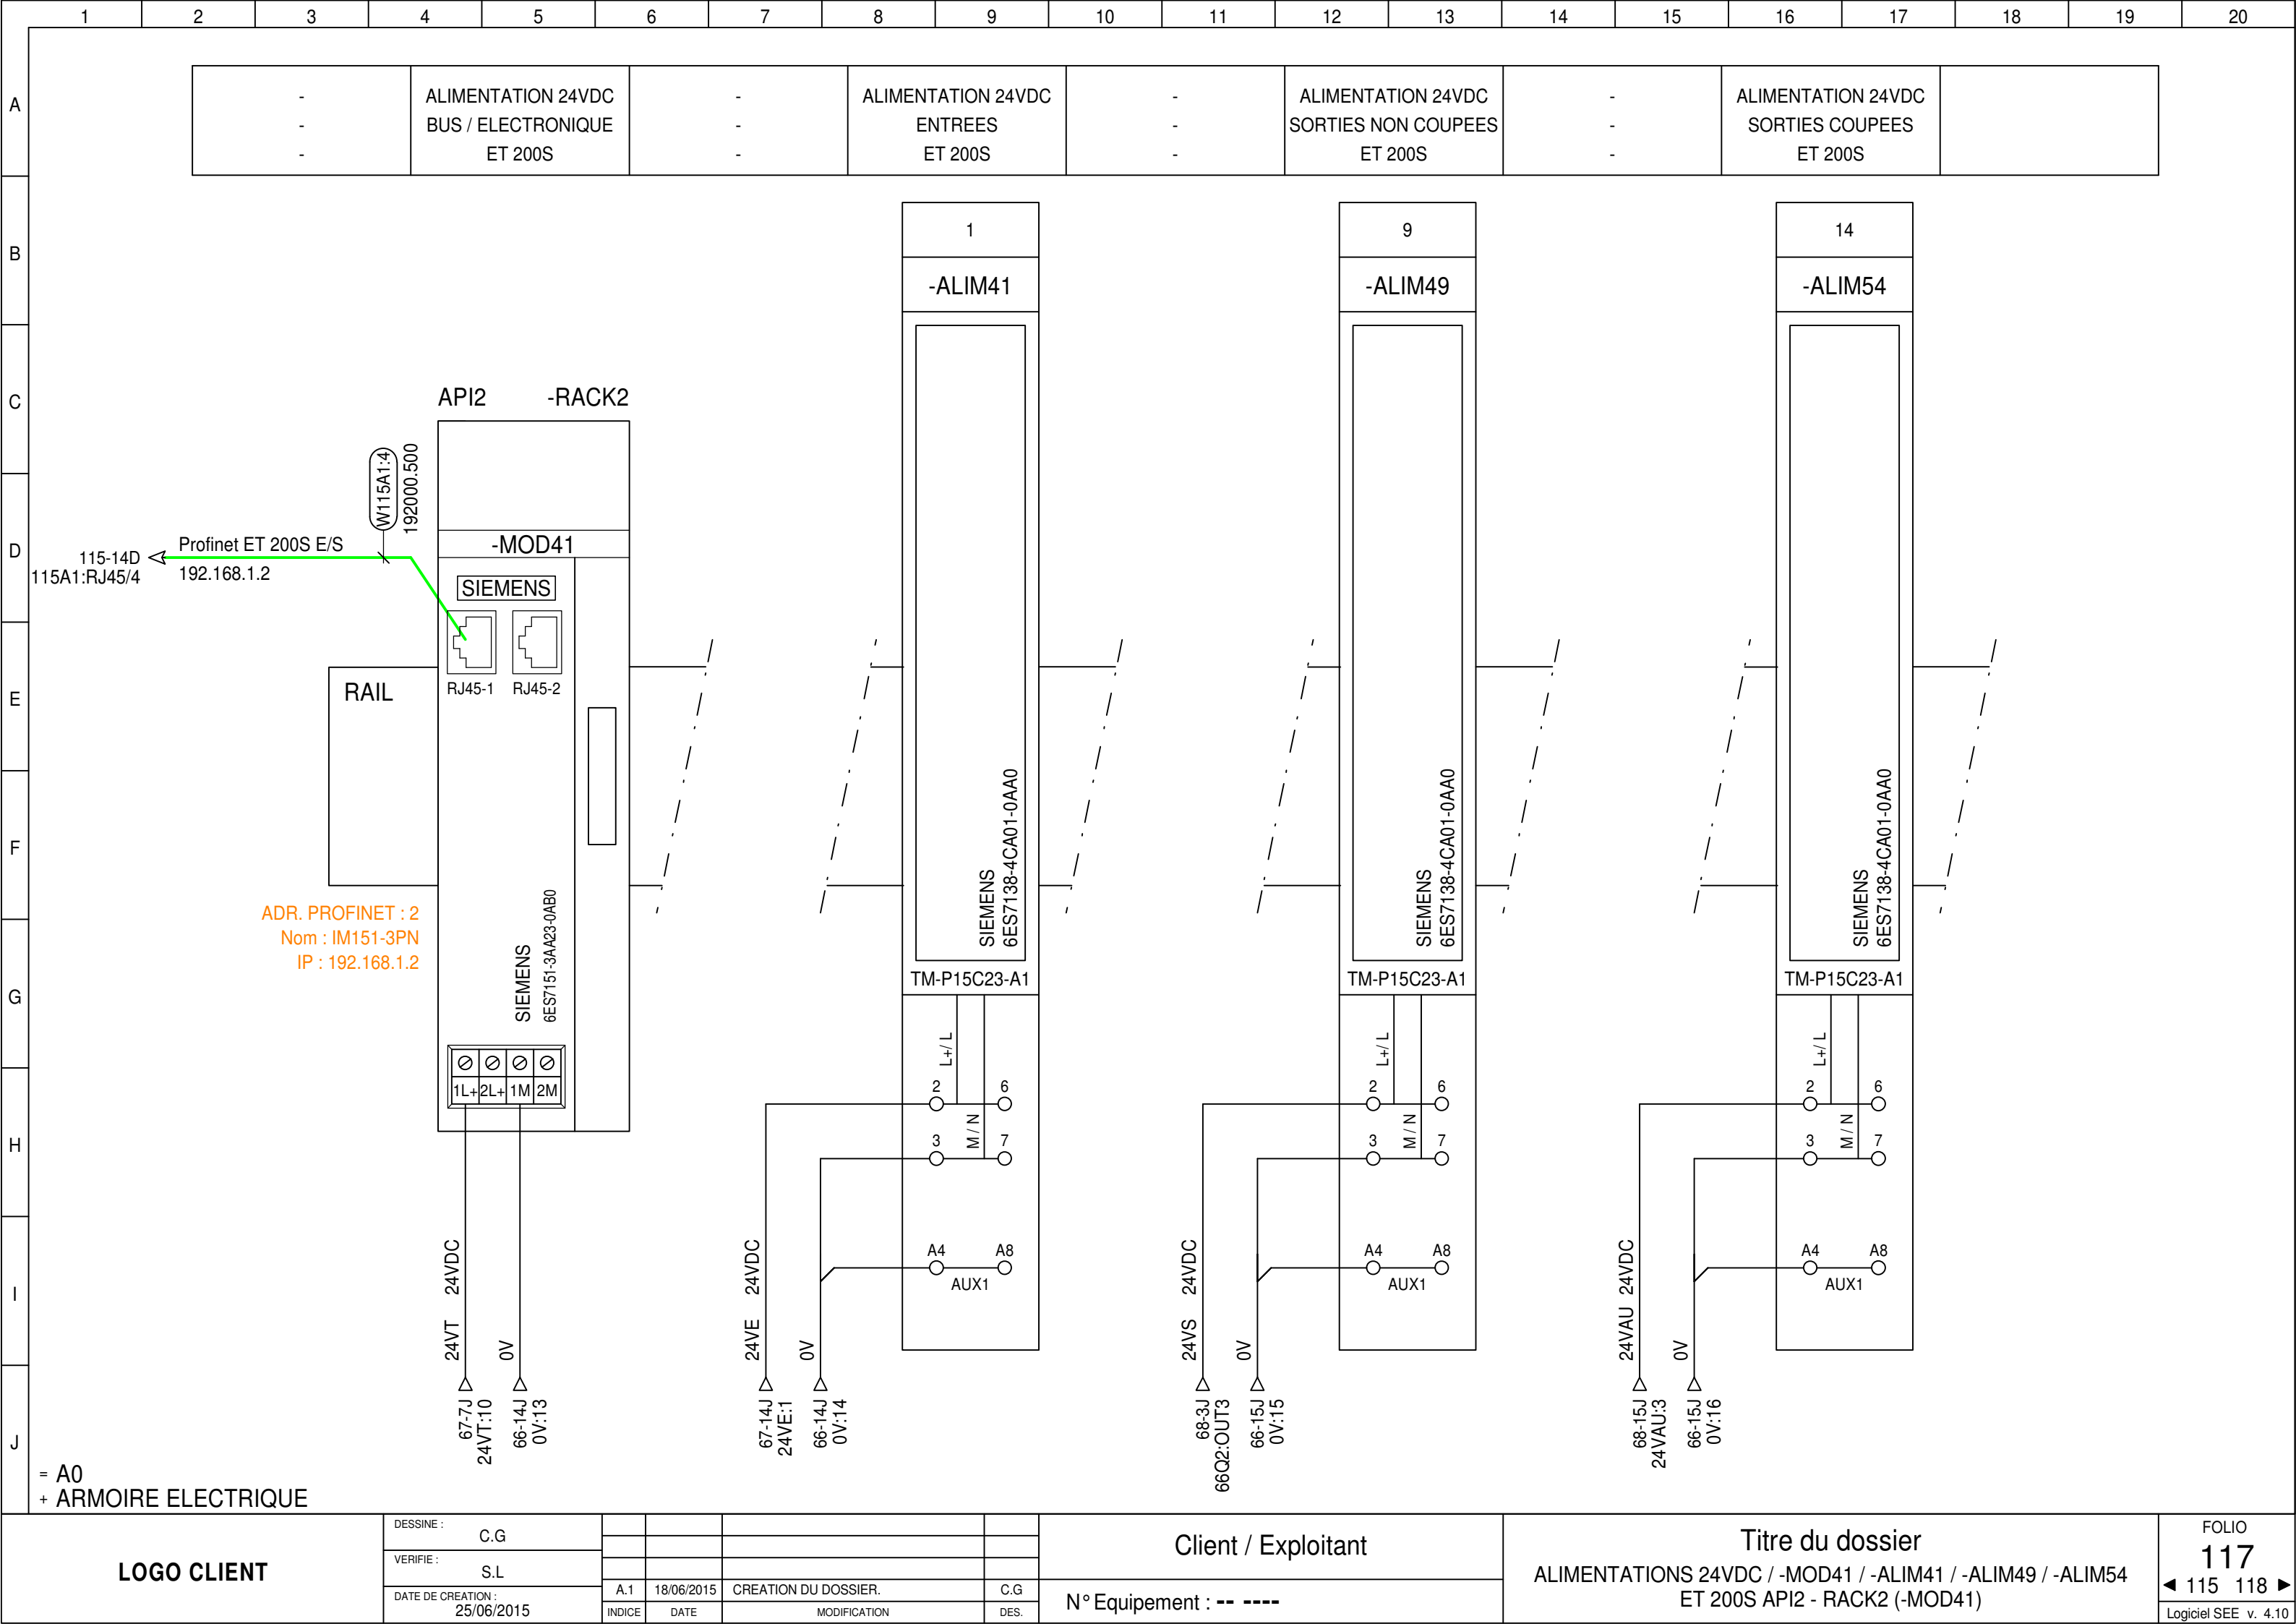 1 2 3 4 5 6 7 8 9 10 11 12 13 14 15 16 17 18 19 20
A
B
C
D
E
F
G
H
I
J
-
-
-
ALIMENTATION 24VDC
BUS / ELECTRONIQUE
ET 200S
-
-
-
ALIMENTATION 24VDC
ENTREES
ET 200S
-
-
-
ALIMENTATION 24VDC
SORTIES NON COUPEES
ET 200S
-
-
-
ALIMENTATION 24VDC
SORTIES COUPEES
ET 200S
API2 -RACK2
W115A1:4
192000.500
115-14D
115A1:RJ45/4
Profinet ET 200S E/S
192.168.1.2
-MOD41
SIEMENS
RJ45-1 RJ45-2
RAIL
ADR. PROFINET : 2
Nom : IM151-3PN
IP : 192.168.1.2
SIEMENS
6ES7151-3AA23-0AB0
1L+ 2L+ 1M 2M
24VT 24VDC
0V
67-7J
24VT:10
66-14J
0V:13
1
-ALIM41
SIEMENS
6ES7138-4CA01-0AA0
TM-P15C23-A1
L+/ L
2 6
M / N
3 7
A4 A8
AUX1
24VE 24VDC
0V
67-14J
24VE:1
66-14J
0V:14
9
-ALIM49
SIEMENS
6ES7138-4CA01-0AA0
TM-P15C23-A1
L+/ L
2 6
M / N
3 7
A4 A8
AUX1
24VS 24VDC
0V
68-3J
66Q2:OUT3
66-15J
0V:15
14
-ALIM54
SIEMENS
6ES7138-4CA01-0AA0
TM-P15C23-A1
L+/ L
2 6
M / N
3 7
A4 A8
AUX1
24VAU 24VDC
0V
68-15J
24VAU:3
66-15J
0V:16
= A0
+ ARMOIRE ELECTRIQUE
LOGO CLIENT
DESSINE :
C.G
VERIFIE :
S.L
DATE DE CREATION :
25/06/2015
A.1 18/06/2015 CREATION DU DOSSIER. C.G
INDICE DATE MODIFICATION DES.
Client / Exploitant
N° Equipement : -- ----
Titre du dossier
ALIMENTATIONS 24VDC / -MOD41 / -ALIM41 / -ALIM49 / -ALIM54
ET 200S API2 - RACK2 (-MOD41)
FOLIO
117
◄ 115 118 ►
Logiciel SEE v. 4.10